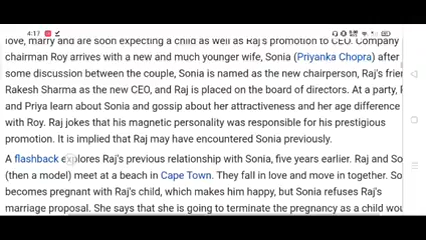 4:17
love, marry and are soon expecting a child as well as Raj's promotion to CEO. Company
chairman Roy arrives with a new and much younger wife, Sonia (Priyanka Chopra) after
some discussion between the couple, Sonia is named as the new chairperson, Raj's frie
Rakesh Sharma as the new CEO, and Raj is placed on the board of directors. At a party, R
and Priya learn about Sonia and gossip about her attractiveness and her age difference
with Roy. Raj jokes that his magnetic personality was responsible for his prestigious
promotion. It is implied that Raj may have encountered Sonia previously.
A flashback explores Raj's previous relationship with Sonia, five years earlier. Raj and So
(then a model) meet at a beach in Cape Town. They fall in love and move in together. So
becomes pregnant with Raj's child, which makes him happy, but Sonia refuses Raj's
marriage proposal. She says that she is going to terminate the pregnancy as a child wou